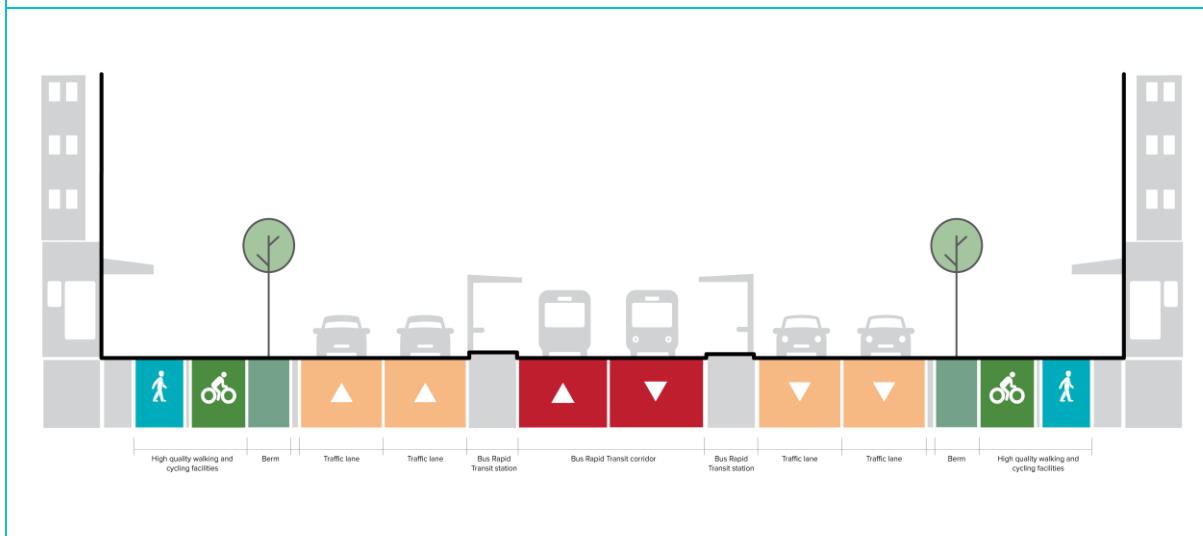 High quality walking and
cycling facilities
Berm
Traffic lane
Traffic lane
Bus Rapid
Transit station
Bus Rapid Transit corridor
Bus Rapid
Transit station
Traffic lane
Traffic lane
Berm
High quality walking and
cycling facilities